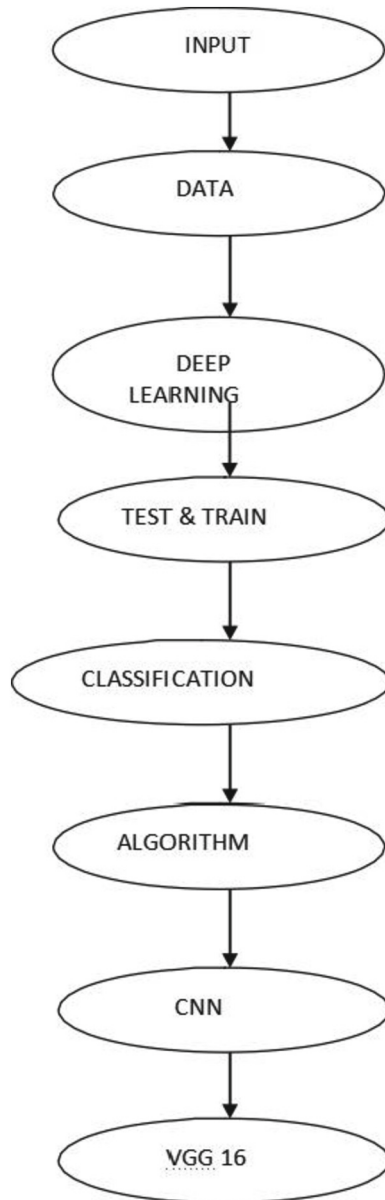 INPUT
DATA
DEEP
LEARNING
TEST & TRAIN
CLASSIFICATION
ALGORITHM
CNN
VGG 16